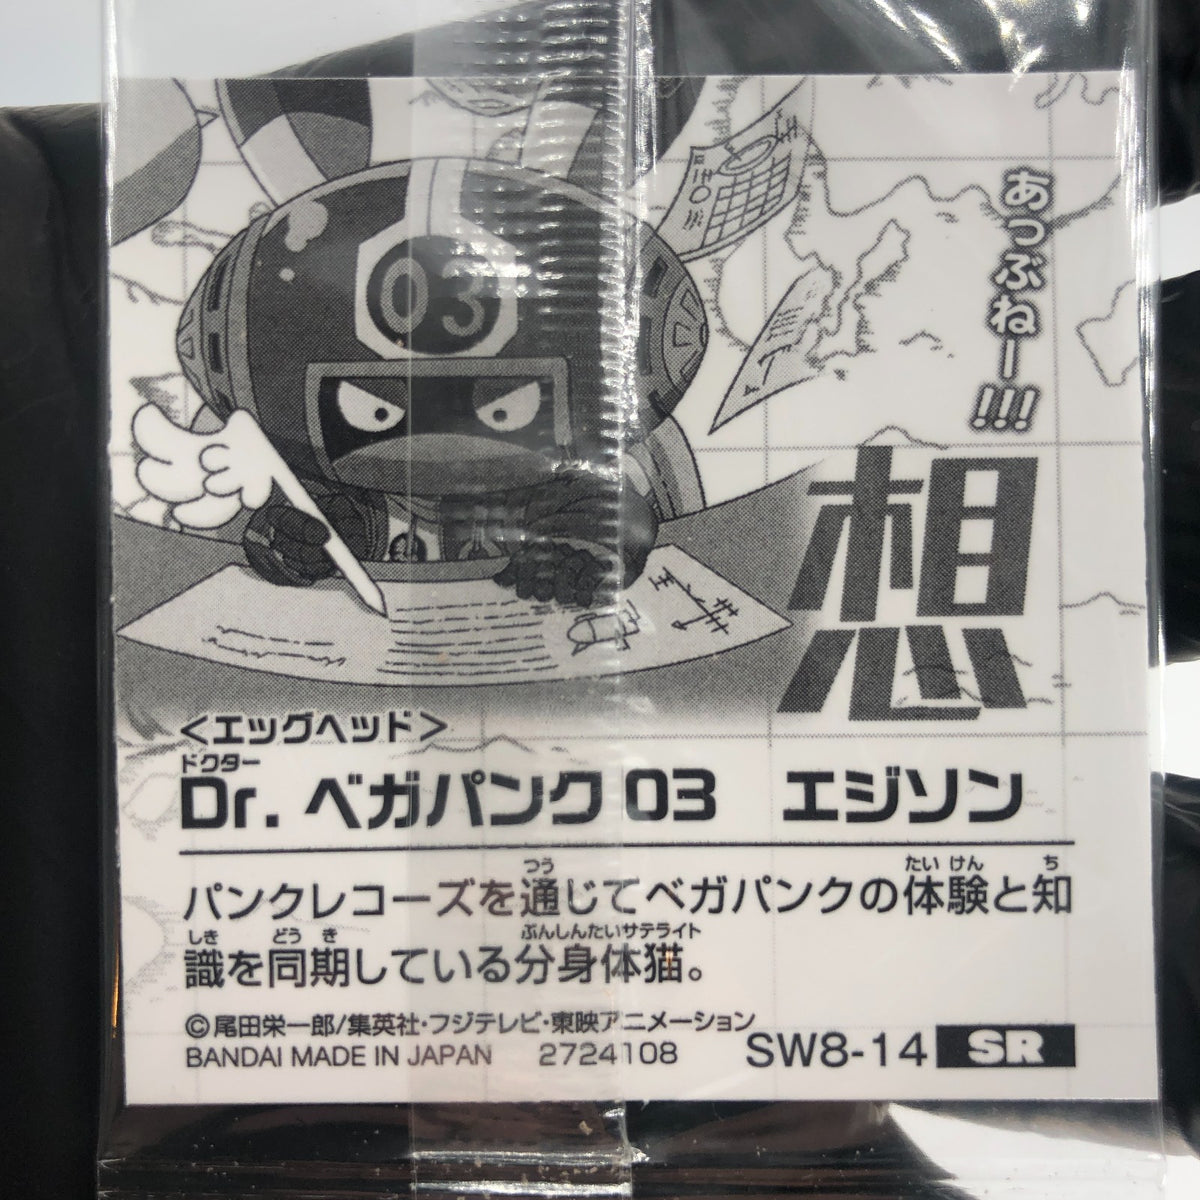 03
あっぷねー!!!
想
<エッグヘッド>
ドクター
Dr. ベガパンク 03 エジソン
つう たい けん ち
パンクレコーズを通じてベガパンクの体験と知
しき どう き ぶんしんたいサテライト
識を同期している分身体猫。
©尾田栄一郎/集英社・フジテレビ・東映アニメーション
BANDAI MADE IN JAPAN 2724108 SW8-14 SR